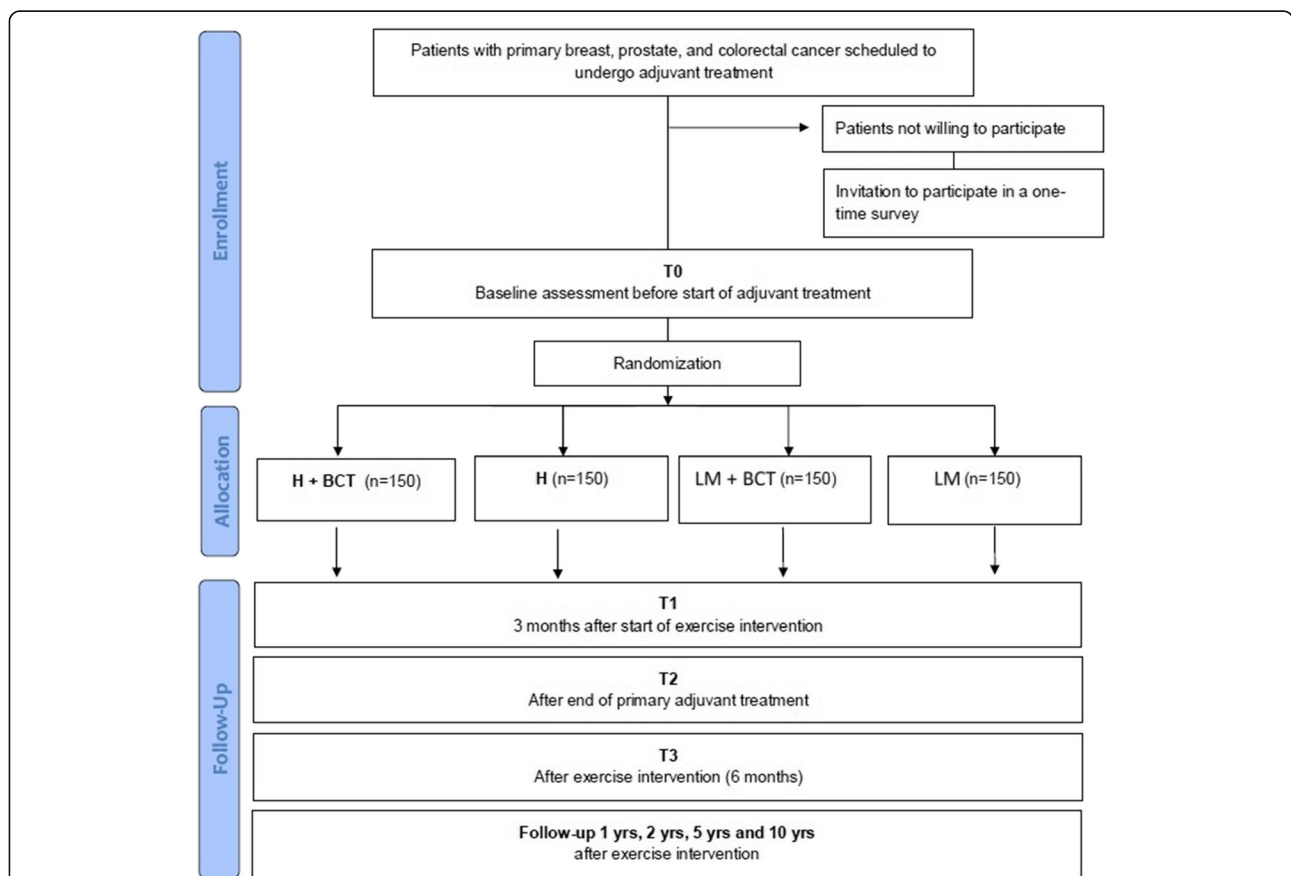 Enrollment
Patients with primary breast, prostate, and colorectal cancer scheduled to
undergo adjuvant treatment
Patients not willing to participate
Invitation to participate in a one-
time survey
T0
Baseline assessment before start of adjuvant treatment
Randomization
Allocation
H + BCT (n=150)
H (n=150)
LM + BCT (n=150)
LM (n=150)
Follow-Up
T1
3 months after start of exercise intervention
T2
After end of primary adjuvant treatment
T3
After exercise intervention (6 months)
Follow-up 1 yrs, 2 yrs, 5 yrs and 10 yrs
after exercise intervention